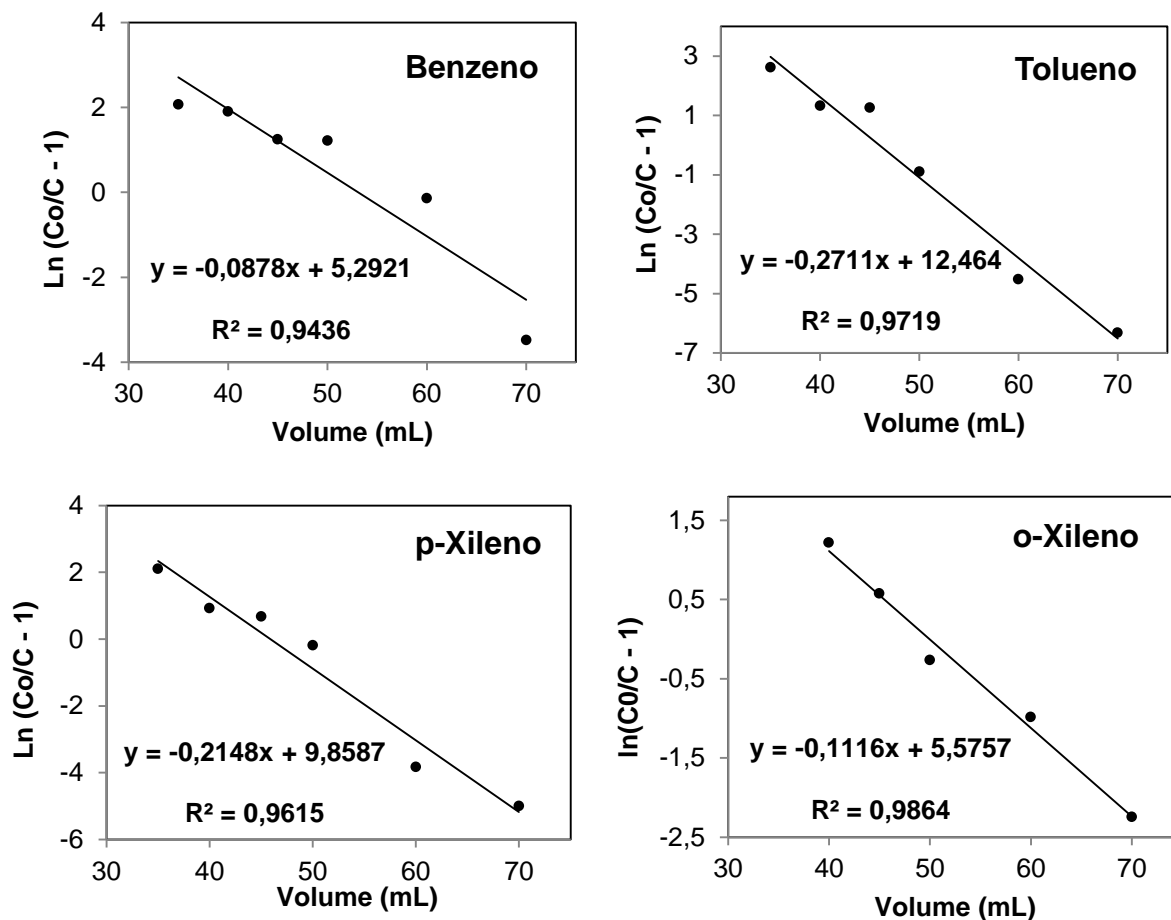 Benzeno
Ln (Co/C - 1)
4
2
0
-2
-4
y = -0,0878x + 5,2921
R² = 0,9436
30 40 50 60 70
Volume (mL)
Tolueno
Ln (Co/C - 1)
3
1
-1
-3
-5
-7
y = -0,2711x + 12,464
R² = 0,9719
30 40 50 60 70
Volume (mL)
p-Xileno
Ln (Co/C - 1)
4
2
0
-2
-4
-6
y = -0,2148x + 9,8587
R² = 0,9615
30 40 50 60 70
Volume (mL)
o-Xileno
ln(C0/C - 1)
1,5
0,5
-0,5
-1,5
-2,5
y = -0,1116x + 5,5757
R² = 0,9864
30 40 50 60 70
Volume (mL)